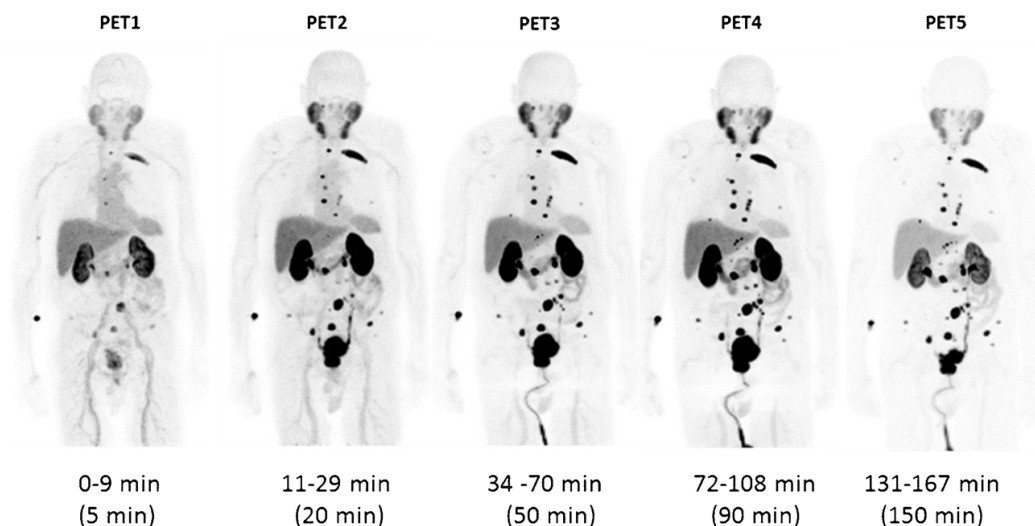 PET1 PET2 PET3 PET4 PET5
0-9 min 11-29 min 34 -70 min 72-108 min 131-167 min
(5 min) (20 min) (50 min) (90 min) (150 min)